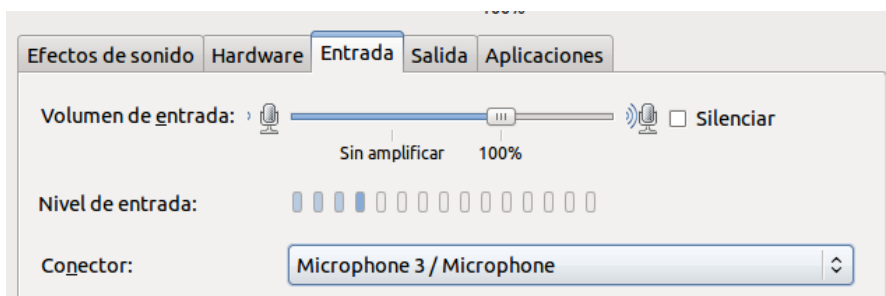 Efectos de sonido Hardware Entrada Salida Aplicaciones
Volumen de entrada: Silenciar
Sin amplificar 100%
Nivel de entrada:
Conector: Microphone 3 / Microphone